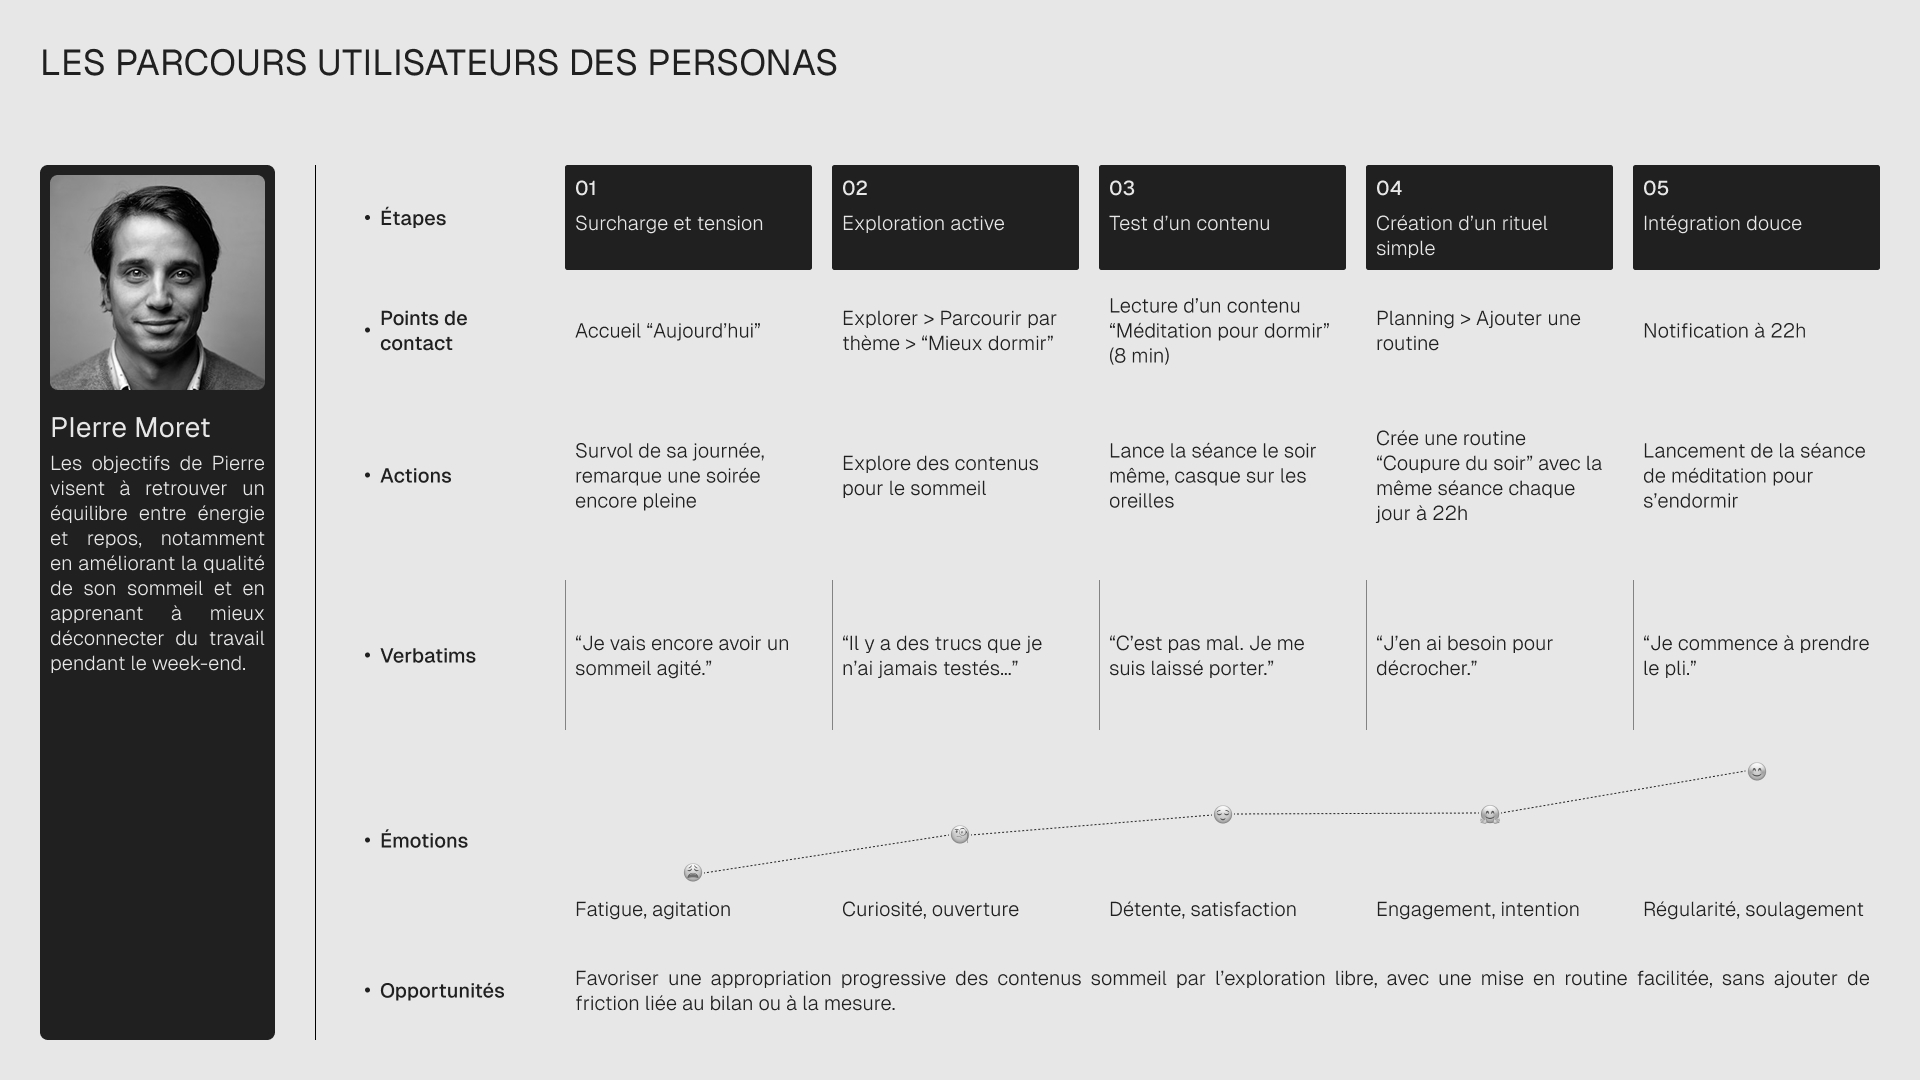 LES PARCOURS UTILISATEURS DES PERSONAS
PIerre Moret
Les objectifs de Pierre
visent à retrouver un
équilibre entre énergie
et repos, notamment
en améliorant la qualité
de son sommeil et en
apprenant à mieux
déconnecter du travail
pendant le week-end.
• Étapes
01
Surcharge et tension
02
Exploration active
03
Test d’un contenu
04
Création d’un rituel
simple
05
Intégration douce
• Points de
contact
Accueil “Aujourd’hui”
Explorer > Parcourir par
thème > “Mieux dormir”
Lecture d’un contenu
“Méditation pour dormir”
(8 min)
Planning > Ajouter une
routine
Notification à 22h
• Actions
Survol de sa journée,
remarque une soirée
encore pleine
Explore des contenus
pour le sommeil
Lance la séance le soir
même, casque sur les
oreilles
Crée une routine
“Coupure du soir” avec la
même séance chaque
jour à 22h
Lancement de la séance
de méditation pour
s’endormir
• Verbatims
“Je vais encore avoir un
sommeil agité.”
“Il y a des trucs que je
n’ai jamais testés...”
“C’est pas mal. Je me
suis laissé porter.”
“J’en ai besoin pour
décrocher.”
“Je commence à prendre
le pli.”
• Émotions
Fatigue, agitation
Curiosité, ouverture
Détente, satisfaction
Engagement, intention
Régularité, soulagement
• Opportunités
Favoriser une appropriation progressive des contenus sommeil par l’exploration libre, avec une mise en routine facilitée, sans ajouter de
friction liée au bilan ou à la mesure.